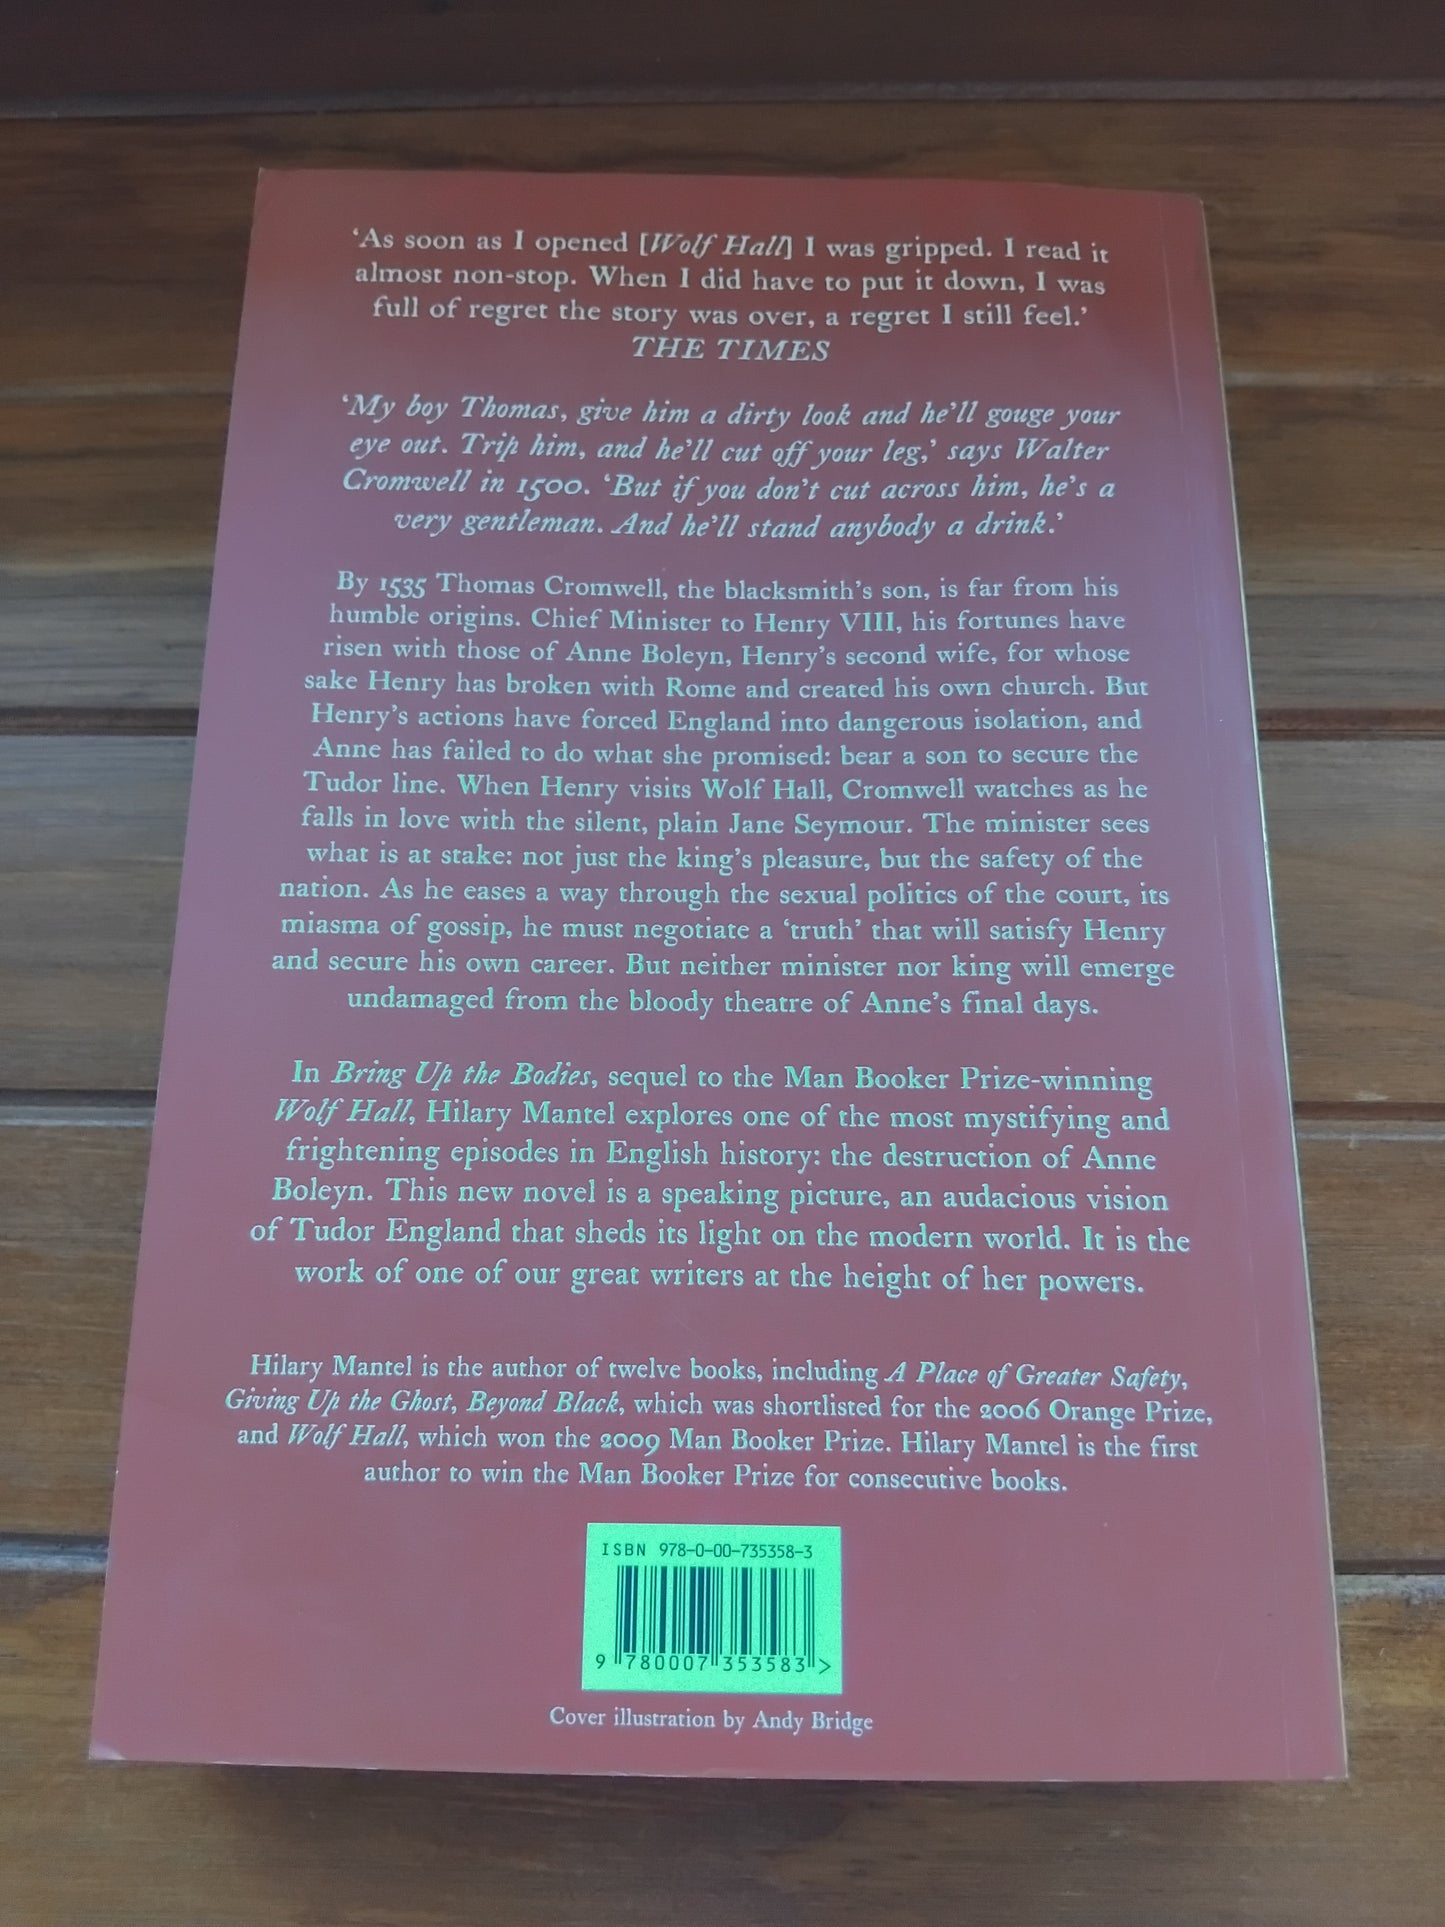 ‘As soon as I opened [Wolf Hall] I was gripped. I read it
almost non-stop. When I did have to put it down, I was
full of regret the story was over, a regret I still feel.’
THE TIMES
‘My boy Thomas, give him a dirty look and he’ll gouge your
eye out. Trip him, and he’ll cut off your leg,’ says Walter
Cromwell in 1500. ‘But if you don’t cut across him, he’s a
very gentleman. And he’ll stand anybody a drink.’
By 1535 Thomas Cromwell, the blacksmith’s son, is far from his
humble origins. Chief Minister to Henry VIII, his fortunes have
risen with those of Anne Boleyn, Henry’s second wife, for whose
sake Henry has broken with Rome and created his own church. But
Henry’s actions have forced England into dangerous isolation, and
Anne has failed to do what she promised: bear a son to secure the
Tudor line. When Henry visits Wolf Hall, Cromwell watches as he
falls in love with the silent, plain Jane Seymour. The minister sees
what is at stake: not just the king’s pleasure, but the safety of the
nation. As he eases a way through the sexual politics of the court, its
miasma of gossip, he must negotiate a ‘truth’ that will satisfy Henry
and secure his own career. But neither minister nor king will emerge
undamaged from the bloody theatre of Anne’s final days.
In Bring Up the Bodies, sequel to the Man Booker Prize-winning
Wolf Hall, Hilary Mantel explores one of the most mystifying and
frightening episodes in English history: the destruction of Anne
Boleyn. This new novel is a speaking picture, an audacious vision
of Tudor England that sheds its light on the modern world. It is the
work of one of our great writers at the height of her powers.
Hilary Mantel is the author of twelve books, including A Place of Greater Safety,
Giving Up the Ghost, Beyond Black, which was shortlisted for the 2006 Orange Prize,
and Wolf Hall, which won the 2009 Man Booker Prize. Hilary Mantel is the first
author to win the Man Booker Prize for consecutive books.
ISBN 978-0-00-735358-3
9 780007 353583 >
Cover illustration by Andy Bridge